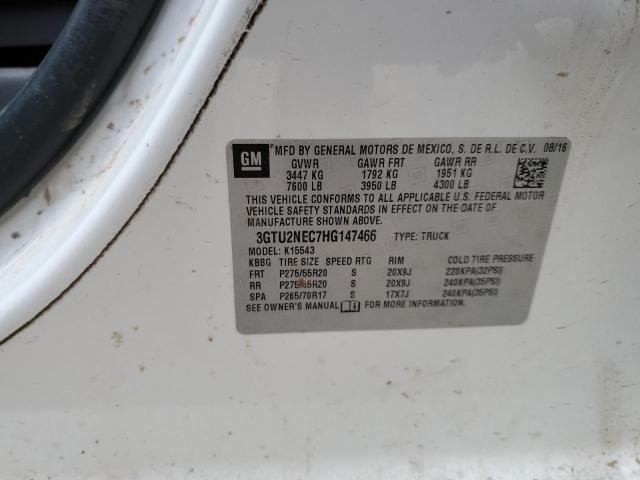 GM
MFD BY GENERAL MOTORS DE MEXICO, S. DE R.L. DE C.V. 08/16
GVWR GAWR FRT GAWR RR
3447 KG 1792 KG 1951 KG
7600 LB 3950 LB 4300 LB
THIS VEHICLE CONFORMS TO ALL APPLICABLE U.S. FEDERAL MOTOR
VEHICLE SAFETY STANDARDS IN EFFECT ON THE DATE OF
MANUFACTURE SHOWN ABOVE.
3GTU2NEC7HG147466 TYPE: TRUCK
MODEL: K15543
KBBG TIRE SIZE SPEED RTG RIM COLD TIRE PRESSURE
FRT P275/55R20 S 20X9J 220KPA(32PSI)
RR P275/55R20 S 20X9J 240KPA(35PSI)
SPA P265/70R17 S 17X7J 240KPA(35PSI)
SEE OWNER'S MANUAL FOR MORE INFORMATION